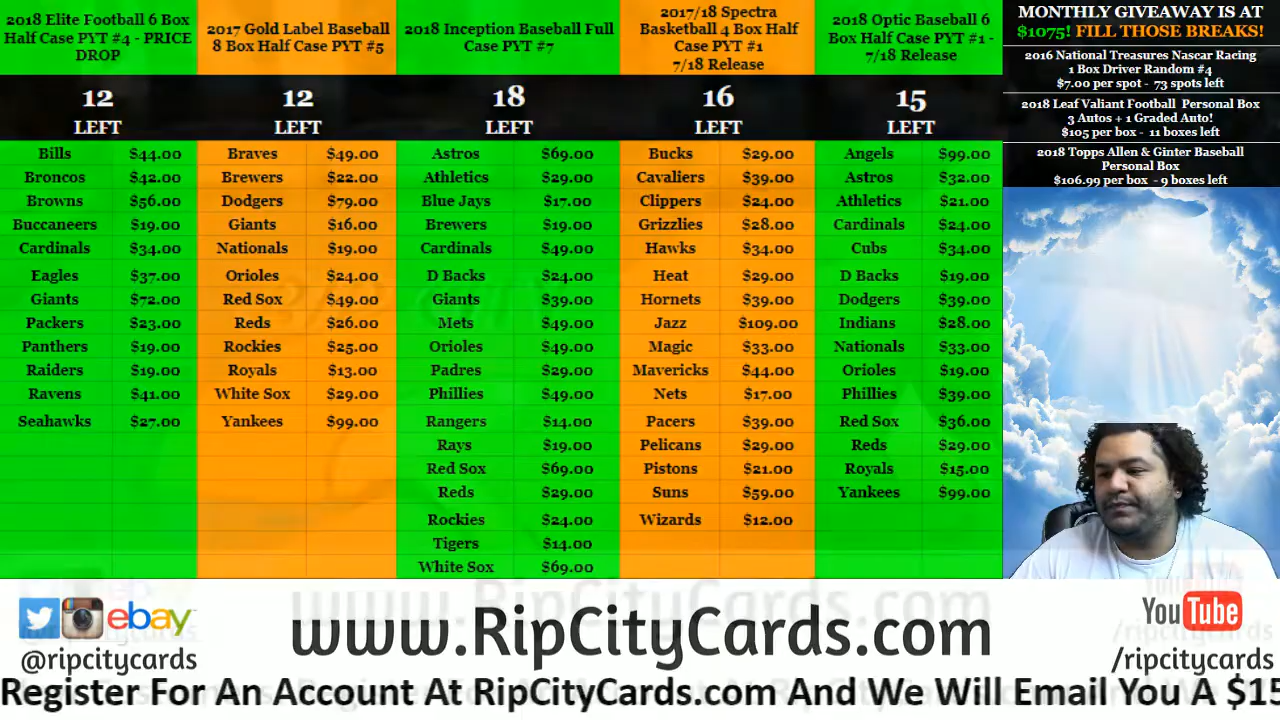 2018 Elite Football 6 Box
Half Case PYT #4 - PRICE
DROP
12
LEFT
Bills $44.00
Broncos $42.00
Browns $56.00
Buccaneers $19.00
Cardinals $34.00
Eagles $37.00
Giants $72.00
Packers $23.00
Panthers $19.00
Raiders $19.00
Ravens $41.00
Seahawks $27.00
2017 Gold Label Baseball
8 Box Half Case PYT #5
12
LEFT
Braves $49.00
Brewers $22.00
Dodgers $79.00
Giants $16.00
Nationals $19.00
Orioles $24.00
Red Sox $49.00
Reds $26.00
Rockies $25.00
Royals $13.00
White Sox $29.00
Yankees $99.00
2018 Inception Baseball Full
Case PYT #7
18
LEFT
Astros $69.00
Athletics $29.00
Blue Jays $17.00
Brewers $19.00
Cardinals $49.00
D Backs $24.00
Giants $39.00
Mets $49.00
Orioles $49.00
Padres $29.00
Phillies $49.00
Rangers $14.00
Rays $19.00
Red Sox $69.00
Reds $29.00
Rockies $24.00
Tigers $14.00
White Sox $69.00
2017/18 Spectra
Basketball 4 Box Half
Case PYT #1
7/18 Release
16
LEFT
Bucks $29.00
Cavaliers $39.00
Clippers $24.00
Grizzlies $28.00
Hawks $34.00
Heat $29.00
Hornets $39.00
Jazz $109.00
Magic $33.00
Mavericks $44.00
Nets $17.00
Pacers $39.00
Pelicans $29.00
Pistons $21.00
Suns $59.00
Wizards $12.00
2018 Optic Baseball 6
Box Half Case PYT #1 -
7/18 Release
15
LEFT
Angels $99.00
Astros $32.00
Athletics $21.00
Cardinals $24.00
Cubs $34.00
D Backs $19.00
Dodgers $39.00
Indians $28.00
Nationals $33.00
Orioles $19.00
Phillies $39.00
Red Sox $36.00
Reds $29.00
Royals $15.00
Yankees $99.00
MONTHLY GIVEAWAY IS AT
$1075! FILL THOSE BREAKS!
2016 National Treasures Nascar Racing
1 Box Driver Random #4
$7.00 per spot - 73 spots left
2018 Leaf Valiant Football Personal Box
3 Autos + 1 Graded Auto!
$105 per box - 11 boxes left
2018 Topps Allen & Ginter Baseball
Personal Box
$106.99 per box - 9 boxes left
ebay
@ripcitycards
www.RipCityCards.com
YouTube
/ripcitycards
Register For An Account At RipCityCards.com And We Will Email You A $15